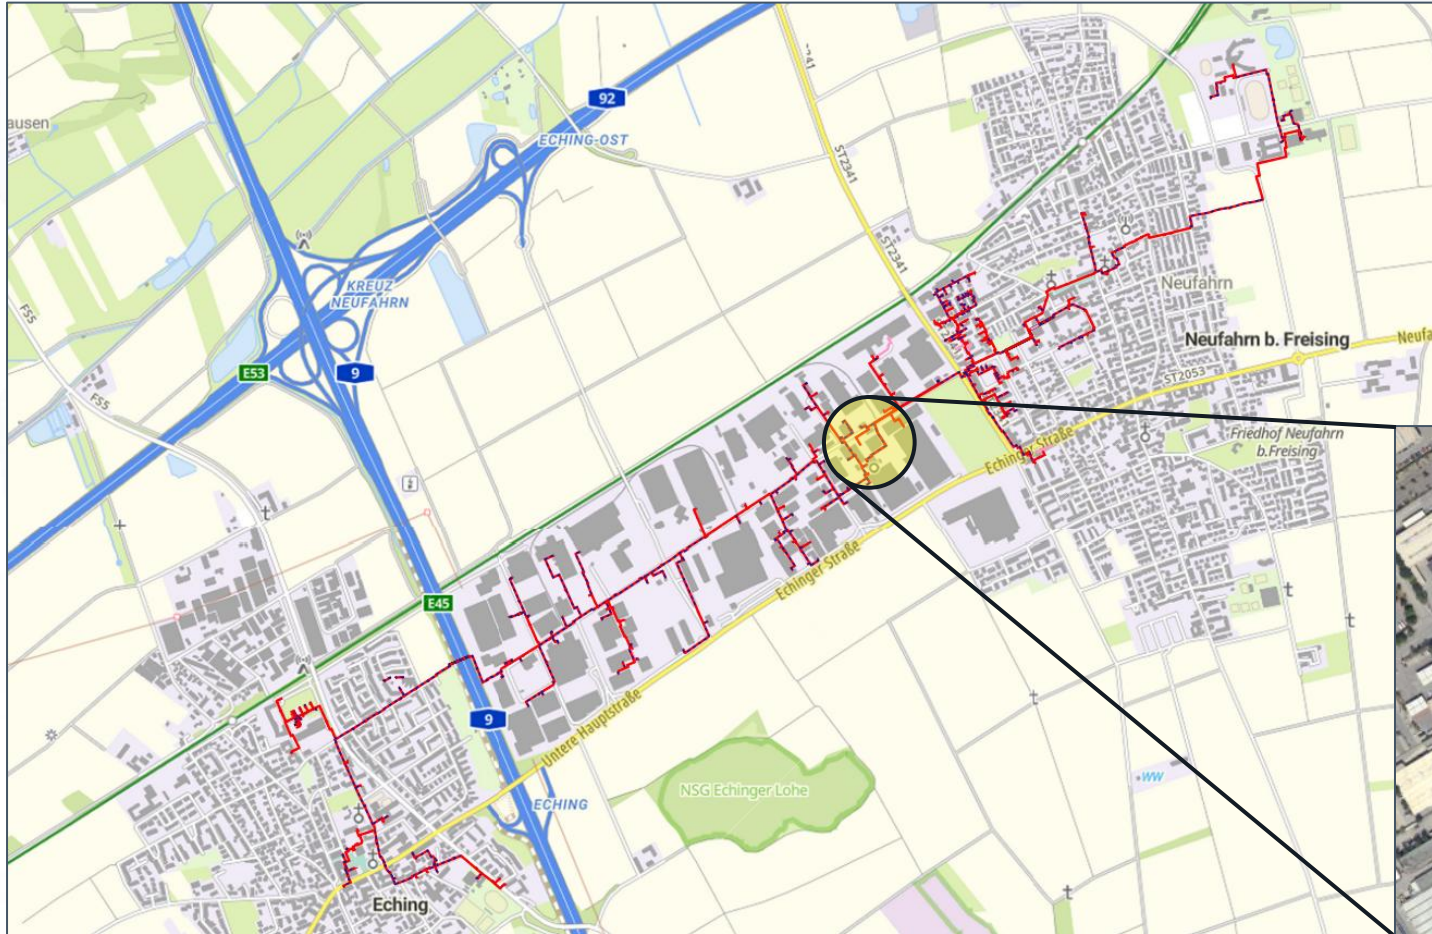 92
ECHING-OST
ausen
ST2341
ST2341
KREUZ
NEUFAHRN
Neufahrn
F55
E53
9
Neufahrn b. Freising
Neufa
F55
ST2053
Friedhof Neufahrn
b.Freising
Echinger Straße
Echinger Straße
E45
9
Untere Hauptstraße
WW
NSG Echinger Lohe
ECHING
Eching